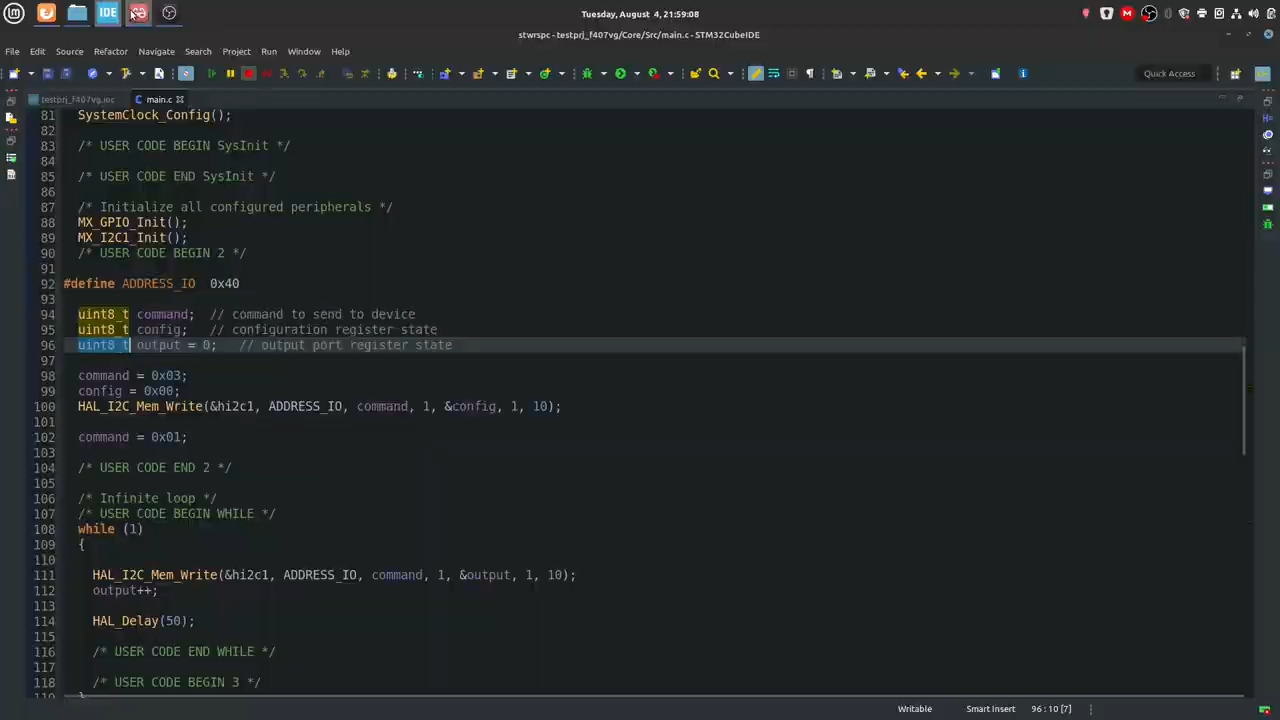 Tuesday, August 4, 21:59:08
stwrspc - testprj_f407vg/Core/Src/main.c - STM32CubeIDE
File Edit Source Refactor Navigate Search Project Run Window Help
IDE
Quick Access
testprj_f407vg.ioc main.c
81 SystemClock_Config();
82
83 /* USER CODE BEGIN SysInit */
84
85 /* USER CODE END SysInit */
86
87 /* Initialize all configured peripherals */
88 MX_GPIO_Init();
89 MX_I2C1_Init();
90 /* USER CODE BEGIN 2 */
91
92 #define ADDRESS_IO 0x40
93
94 uint8_t command; // command to send to device
95 uint8_t config; // configuration register state
96 uint8_t output = 0; // output port register state
97
98 command = 0x03;
99 config = 0x00;
100 HAL_I2C_Mem_Write(&hi2c1, ADDRESS_IO, command, 1, &config, 1, 10);
101
102 command = 0x01;
103
104 /* USER CODE END 2 */
105
106 /* Infinite loop */
107 /* USER CODE BEGIN WHILE */
108 while (1)
109 {
110
111 HAL_I2C_Mem_Write(&hi2c1, ADDRESS_IO, command, 1, &output, 1, 10);
112 output++;
113
114 HAL_Delay(50);
115
116 /* USER CODE END WHILE */
117
118 /* USER CODE BEGIN 3 */
119 }
Writable Smart Insert 96 : 10 [7]